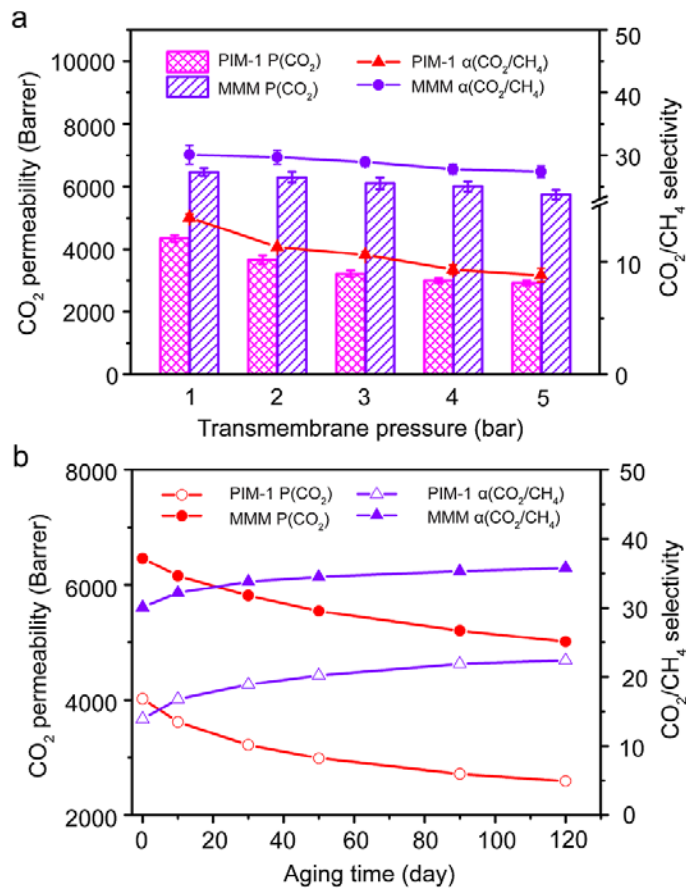 a
PIM-1 P(CO₂)
PIM-1 α(CO₂/CH₄)
MMM P(CO₂)
MMM α(CO₂/CH₄)
CO₂ permeability (Barrer)
10000
8000
6000
4000
2000
0
50
40
30
10
0
CO₂/CH₄ selectivity
1 2 3 4 5
Transmembrane pressure (bar)
b
PIM-1 P(CO₂)
PIM-1 α(CO₂/CH₄)
MMM P(CO₂)
MMM α(CO₂/CH₄)
CO₂ permeability (Barrer)
8000
6000
4000
2000
50
40
30
20
10
0
CO₂/CH₄ selectivity
0 20 40 60 80 100 120
Aging time (day)